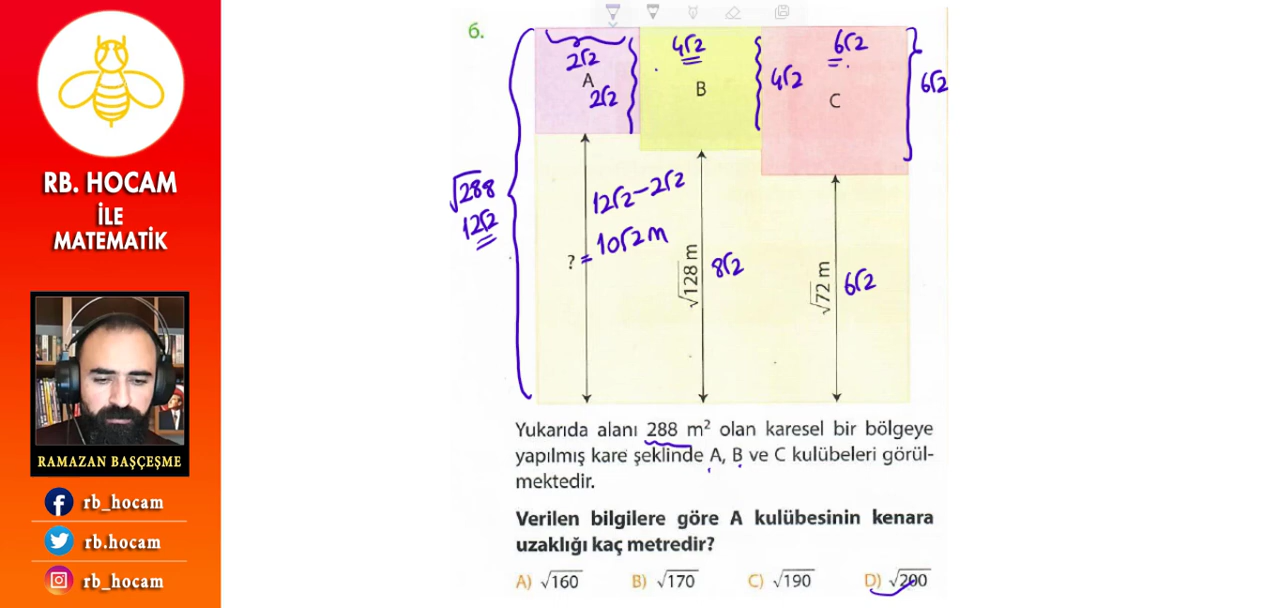 RB. HOCAM
İLE
MATEMATİK
RAMAZAN BAŞÇEŞME
rb_hocam
rb.hocam
rb_hocam
6.
2√2
A
2√2
4√2
B
4√2
6√2
C
6√2
√288
12√2
12√2-2√2
? = 10√2 m
√128 m
8√2
√72 m
6√2
Yukarıda alanı 288 m² olan karesel bir bölgeye
yapılmış kare şeklinde A, B ve C kulübeleri görül-
mektedir.
Verilen bilgilere göre A kulübesinin kenara
uzaklığı kaç metredir?
A) √160 B) √170 C) √190 D) √200